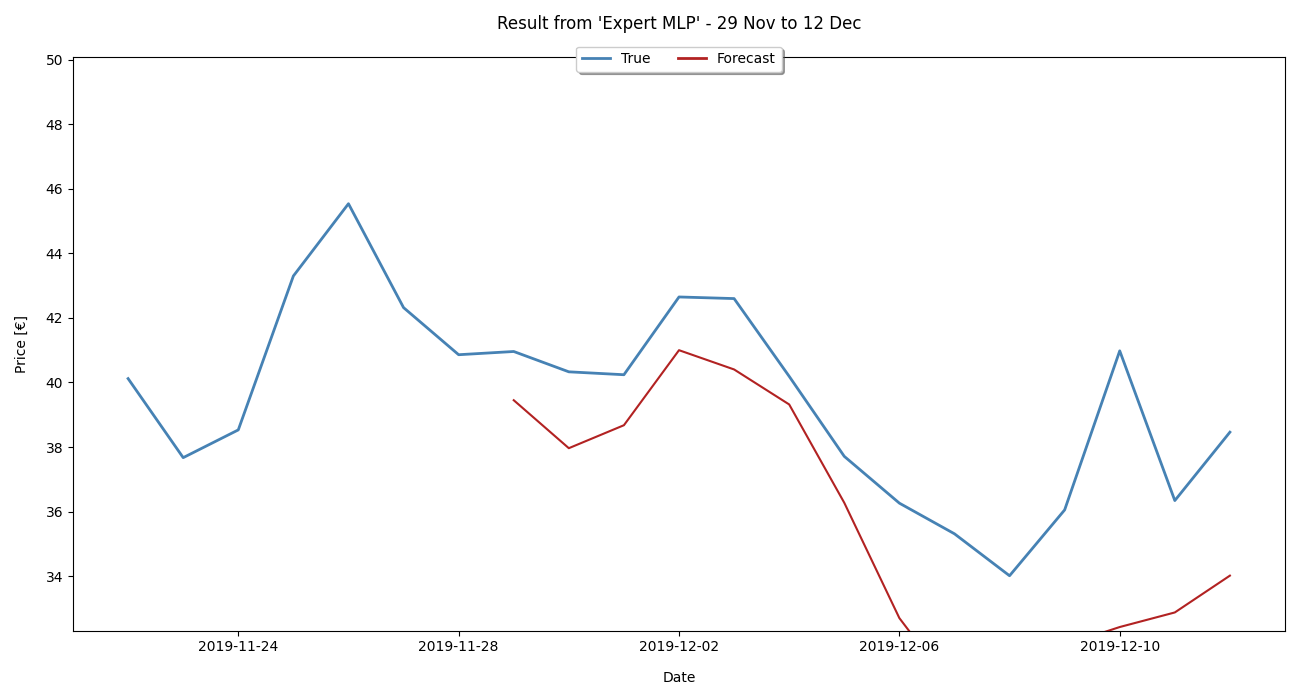 Result from 'Expert MLP' - 29 Nov to 12 Dec
True Forecast
50
48
46
44
42
40
38
36
34
Price [€]
2019-11-24 2019-11-28 2019-12-02 2019-12-06 2019-12-10
Date